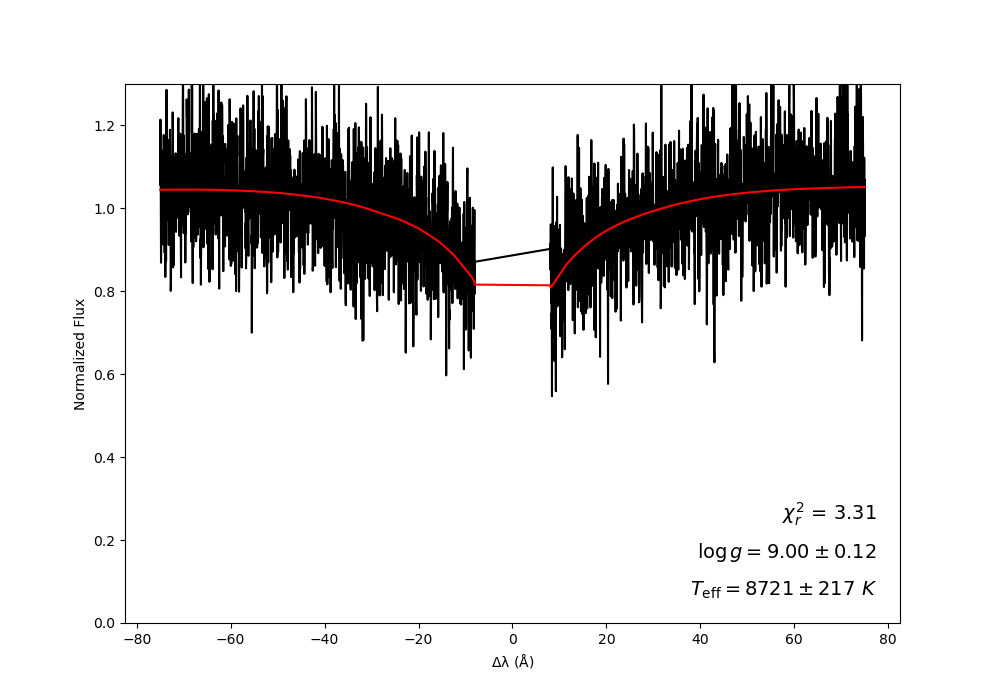 1.2
1.0
0.8
0.6
0.4
0.2
0.0
Normalized Flux
χ²ᵣ = 3.31
log g = 9.00 ± 0.12
T_eff = 8721 ± 217 K
−80 −60 −40 −20 0 20 40 60 80
Δλ (Å)